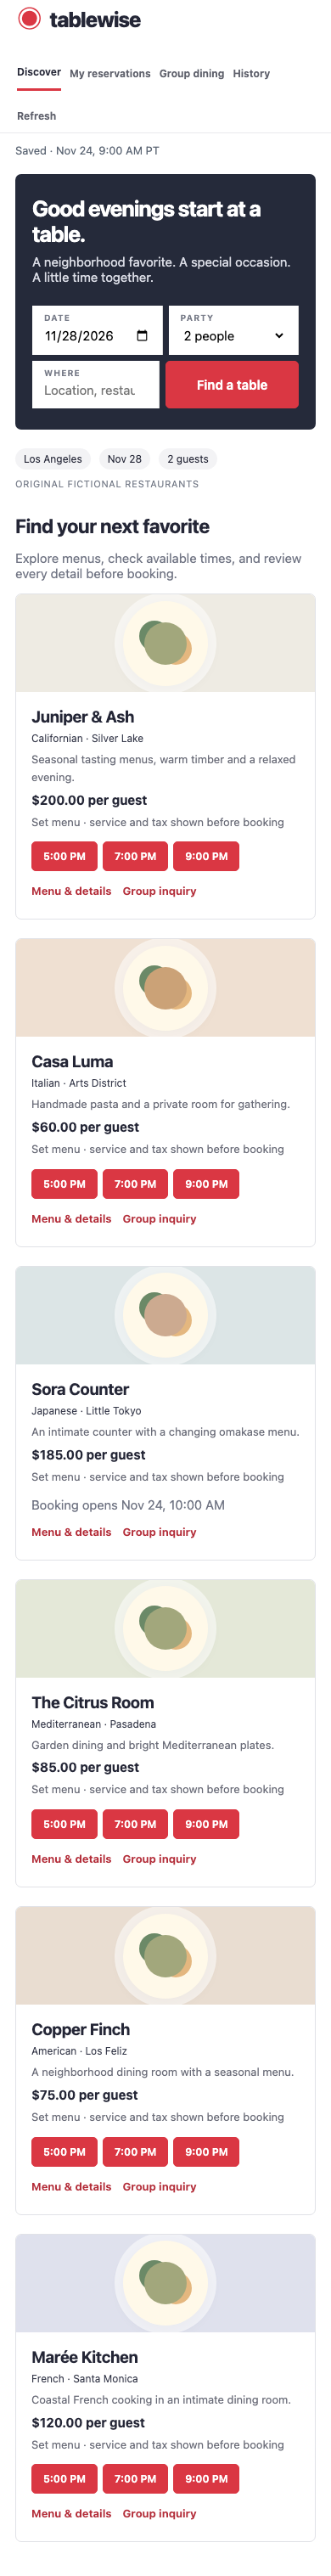 tablewise
Discover My reservations Group dining History
Refresh
Saved · Nov 24, 9:00 AM PT
Good evenings start at a
table.
A neighborhood favorite. A special occasion.
A little time together.
DATE
11/28/2026
PARTY
2 people
WHERE
Location, restau
Find a table
Los Angeles Nov 28 2 guests
ORIGINAL FICTIONAL RESTAURANTS
Find your next favorite
Explore menus, check available times, and review
every detail before booking.
Juniper & Ash
Californian · Silver Lake
Seasonal tasting menus, warm timber and a relaxed
evening.
$200.00 per guest
Set menu · service and tax shown before booking
5:00 PM 7:00 PM 9:00 PM
Menu & details Group inquiry
Casa Luma
Italian · Arts District
Handmade pasta and a private room for gathering.
$60.00 per guest
Set menu · service and tax shown before booking
5:00 PM 7:00 PM 9:00 PM
Menu & details Group inquiry
Sora Counter
Japanese · Little Tokyo
An intimate counter with a changing omakase menu.
$185.00 per guest
Set menu · service and tax shown before booking
Booking opens Nov 24, 10:00 AM
Menu & details Group inquiry
The Citrus Room
Mediterranean · Pasadena
Garden dining and bright Mediterranean plates.
$85.00 per guest
Set menu · service and tax shown before booking
5:00 PM 7:00 PM 9:00 PM
Menu & details Group inquiry
Copper Finch
American · Los Feliz
A neighborhood dining room with a seasonal menu.
$75.00 per guest
Set menu · service and tax shown before booking
5:00 PM 7:00 PM 9:00 PM
Menu & details Group inquiry
Marée Kitchen
French · Santa Monica
Coastal French cooking in an intimate dining room.
$120.00 per guest
Set menu · service and tax shown before booking
5:00 PM 7:00 PM 9:00 PM
Menu & details Group inquiry